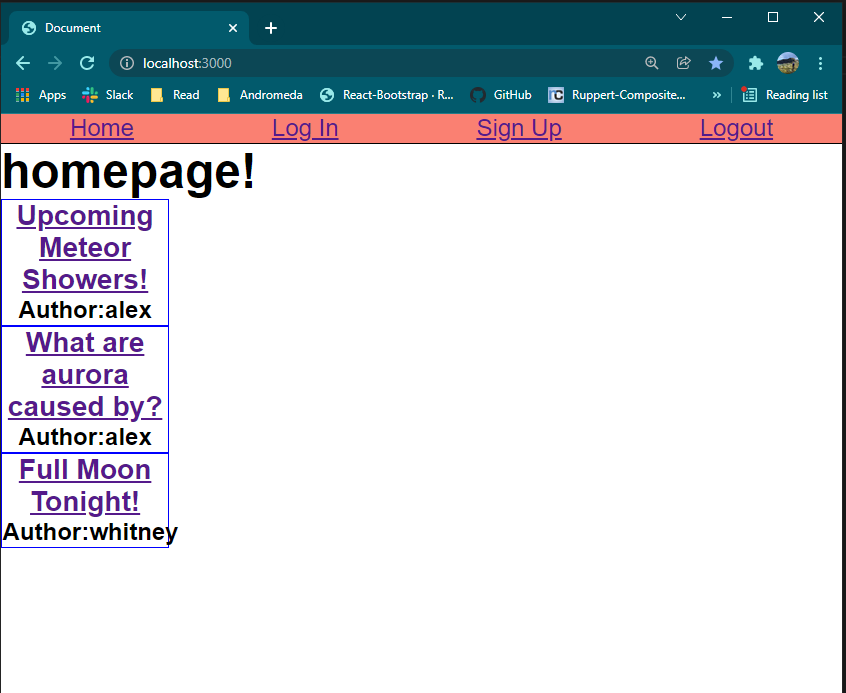 Document
localhost:3000
Apps Slack Read Andromeda React-Bootstrap · R... GitHub Ruppert-Composite... » Reading list
Home Log In Sign Up Logout
homepage!
Upcoming
Meteor
Showers!
Author:alex
What are
aurora
caused by?
Author:alex
Full Moon
Tonight!
Author:whitney